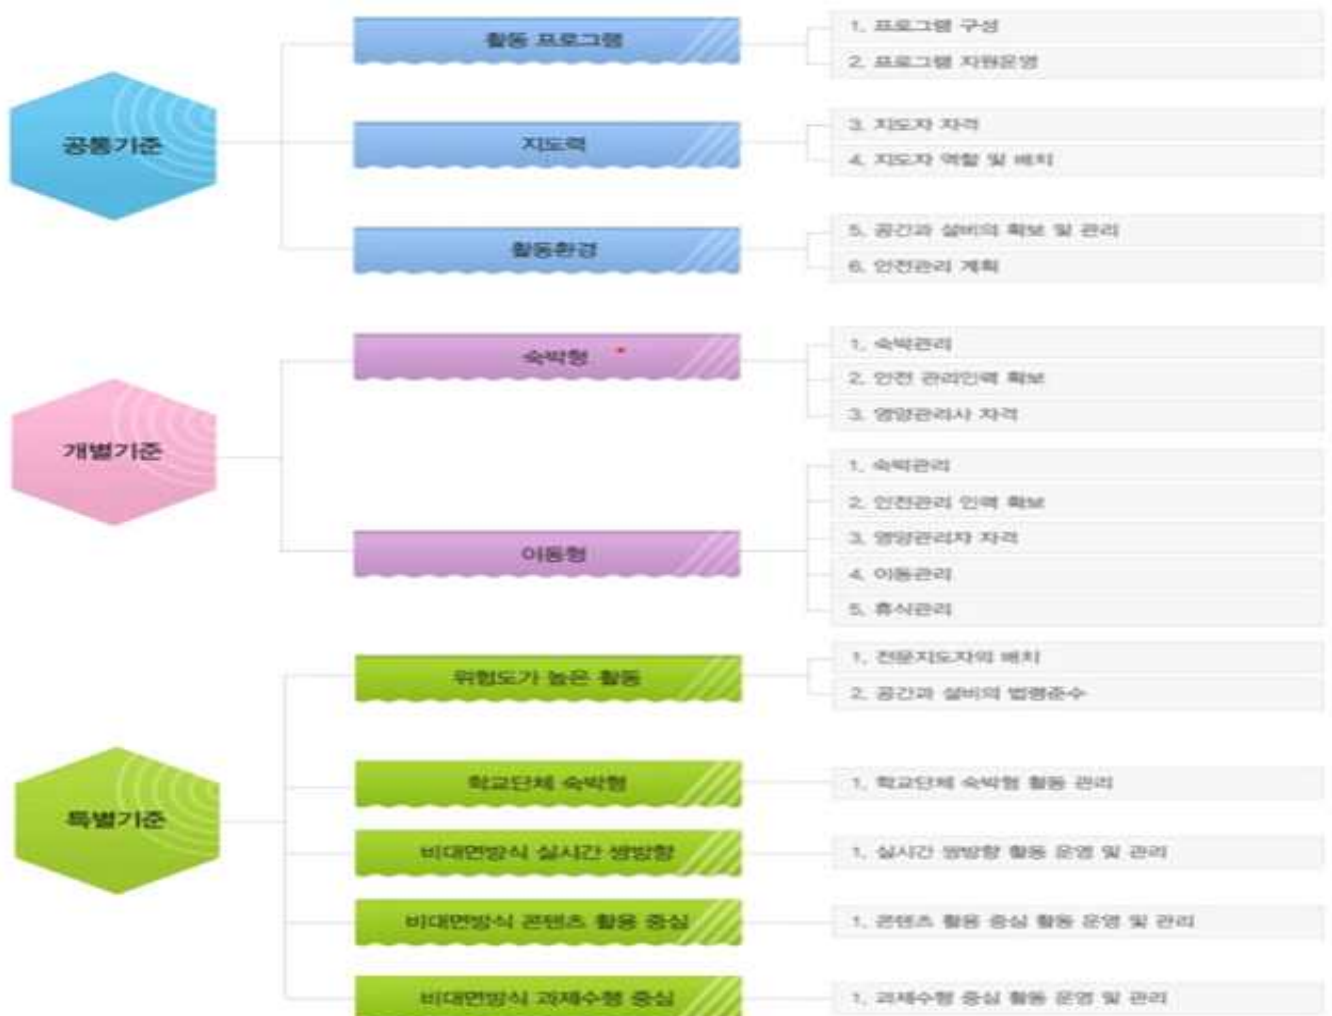 공통기준
활동 프로그램
1. 프로그램 구성
2. 프로그램 자원운영
지도력
3. 지도자 자격
4. 지도자 역할 및 배치
활동환경
5. 공간과 설비의 확보 및 관리
6. 안전관리 계획
개별기준
숙박형
1. 숙박관리
2. 안전 관리인력 확보
3. 영양관리사 자격
이동형
1. 숙박관리
2. 안전관리 인력 확보
3. 영양관리자 자격
4. 이동관리
5. 휴식관리
특별기준
위험도가 높은 활동
1. 전문지도자의 배치
2. 공간과 설비의 법령준수
학교단체 숙박형
1. 학교단체 숙박형 활동 관리
비대면방식 실시간 쌍방향
1. 실시간 쌍방향 활동 운영 및 관리
비대면방식 콘텐츠 활용 중심
1. 콘텐츠 활용 중심 활동 운영 및 관리
비대면방식 과제수행 중심
1. 과제수행 중심 활동 운영 및 관리